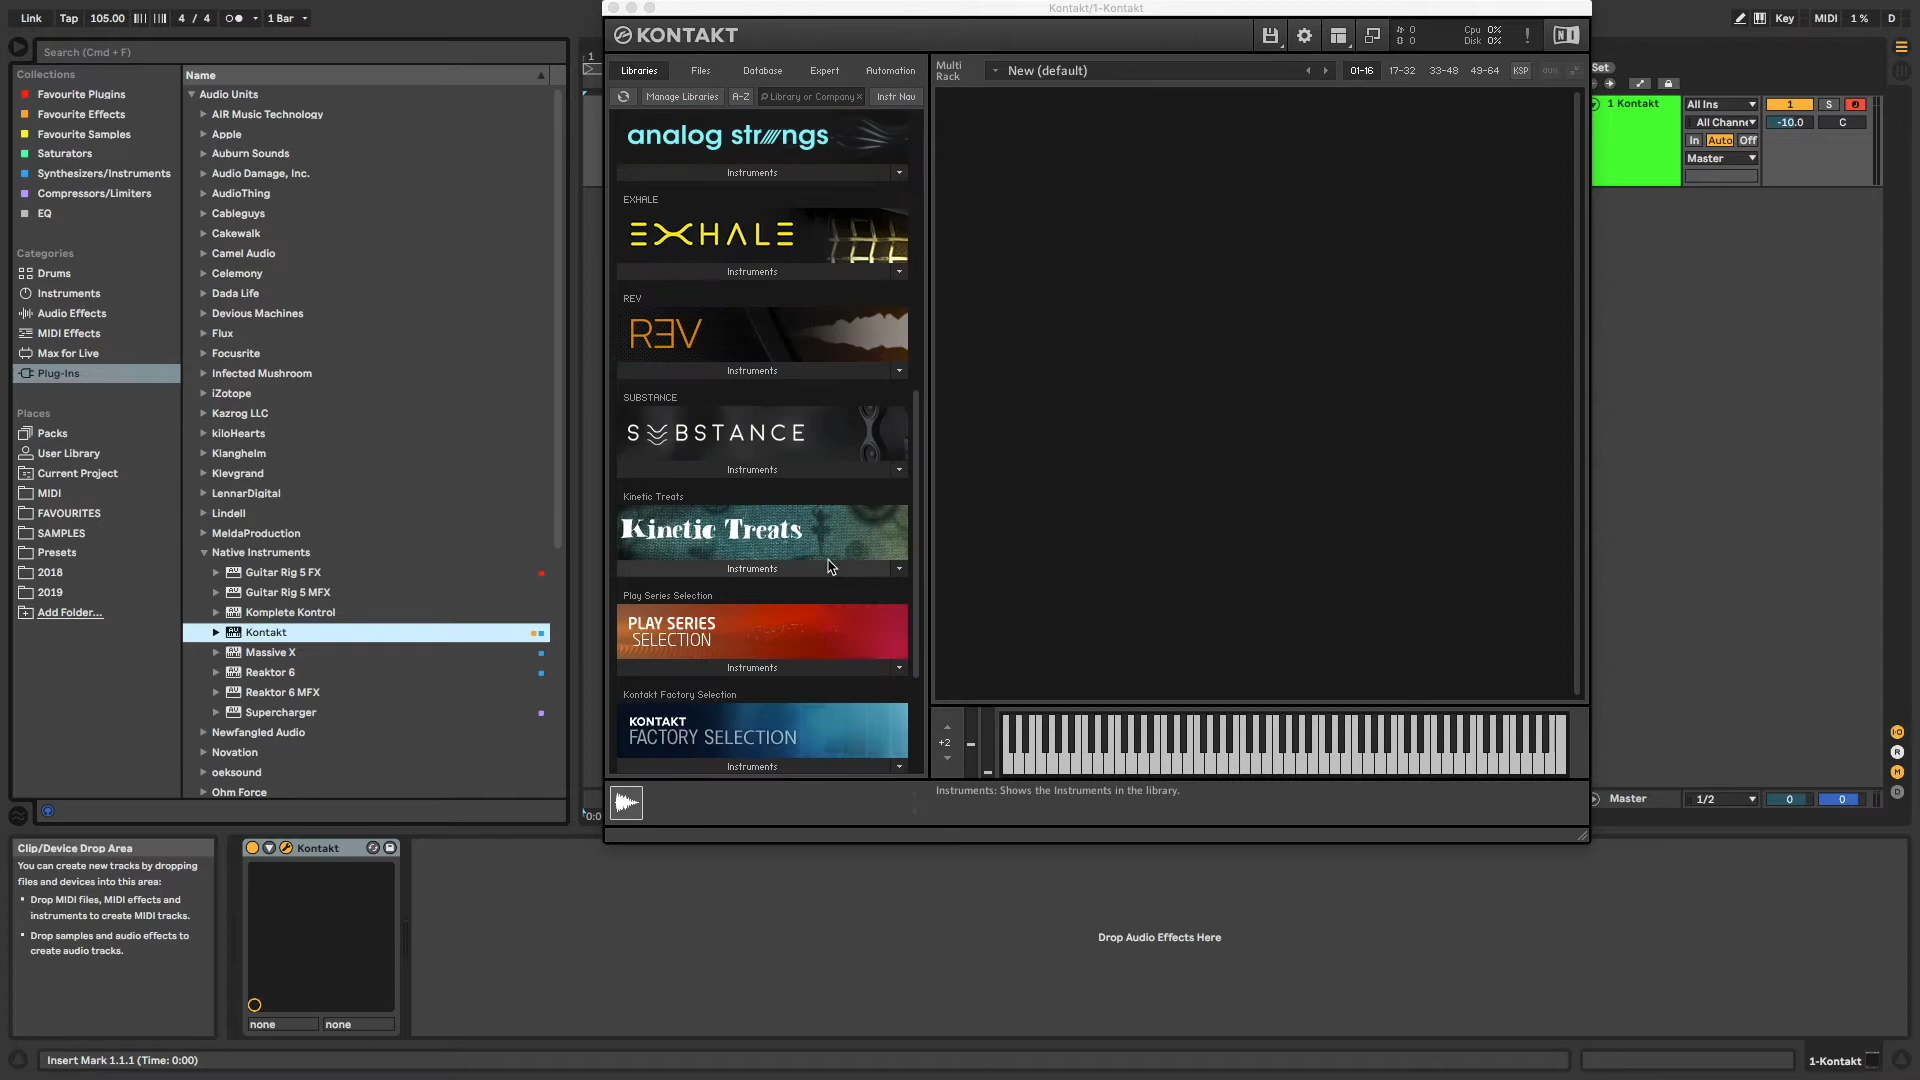 Link Tap 105.00 4 / 4 1 Bar
Kontakt/1-Kontakt
Key MIDI 1 % D
Search (Cmd + F)
Collections
Favourite Plugins
Favourite Effects
Favourite Samples
Saturators
Synthesizers/Instruments
Compressors/Limiters
EQ
Categories
Drums
Instruments
Audio Effects
MIDI Effects
Max for Live
Plug-Ins
Places
Packs
User Library
Current Project
MIDI
FAVOURITES
SAMPLES
Presets
2018
2019
Add Folder...
Name
Audio Units
AIR Music Technology
Apple
Auburn Sounds
Audio Damage, Inc.
AudioThing
Cableguys
Cakewalk
Camel Audio
Celemony
Dada Life
Devious Machines
Flux
Focusrite
Infected Mushroom
iZotope
Kazrog LLC
kiloHearts
Klanghelm
Klevgrand
LennarDigital
Lindell
MeldaProduction
Native Instruments
Guitar Rig 5 FX
Guitar Rig 5 MFX
Komplete Kontrol
Kontakt
Massive X
Reaktor 6
Reaktor 6 MFX
Supercharger
Newfangled Audio
Novation
oeksound
Ohm Force
1
0:0
KONTAKT
0
0
Cpu 0%
Disk 0%
!
Libraries Files Database Expert Automation
Manage Libraries A-Z Library or Company × Instr Nav
analog strings
Instruments
EXHALE
EXHALE
Instruments
REV
REV
Instruments
SUBSTANCE
SUBSTANCE
Instruments
Kinetic Treats
Kinetic Treats
Instruments
Play Series Selection
PLAY SERIES
SELECTION
Instruments
Kontakt Factory Selection
KONTAKT
FACTORY SELECTION
Instruments
Multi
Rack
New (default)
01-16 17-32 33-48 49-64 KSP AUX
+2
Instruments: Shows the Instruments in the library.
Set
1 Kontakt
All Ins
1 S
All Channe
-10.0 C
In Auto Off
Master
I·O
R
M
D
Master 1/2 0 0
Clip/Device Drop Area
You can create new tracks by dropping
files and devices into this area:
Drop MIDI files, MIDI effects and
instruments to create MIDI tracks.
Drop samples and audio effects to
create audio tracks.
Kontakt
none none
Drop Audio Effects Here
Insert Mark 1.1.1 (Time: 0:00)
1-Kontakt